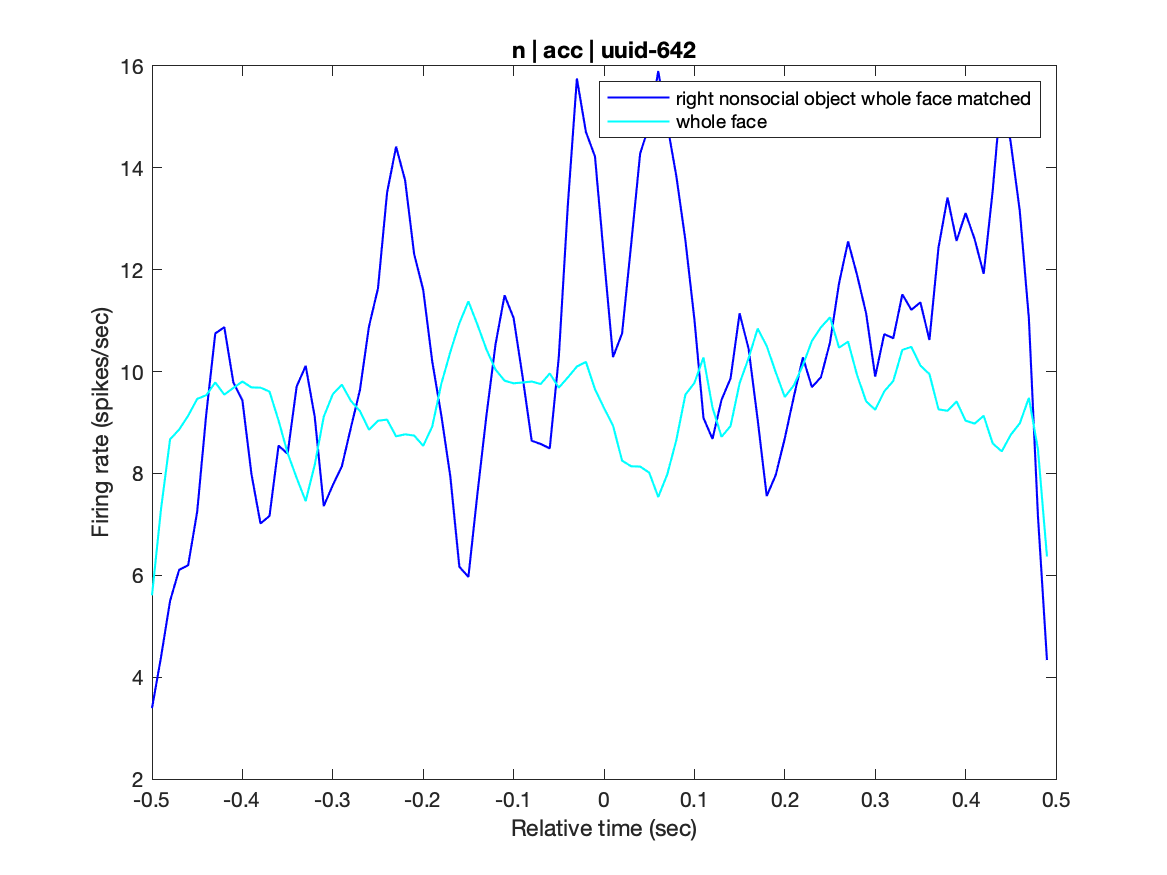 n | acc | uuid-642
16
14
12
10
8
6
4
2
Firing rate (spikes/sec)
right nonsocial object whole face matched
whole face
-0.5 -0.4 -0.3 -0.2 -0.1 0 0.1 0.2 0.3 0.4 0.5
Relative time (sec)